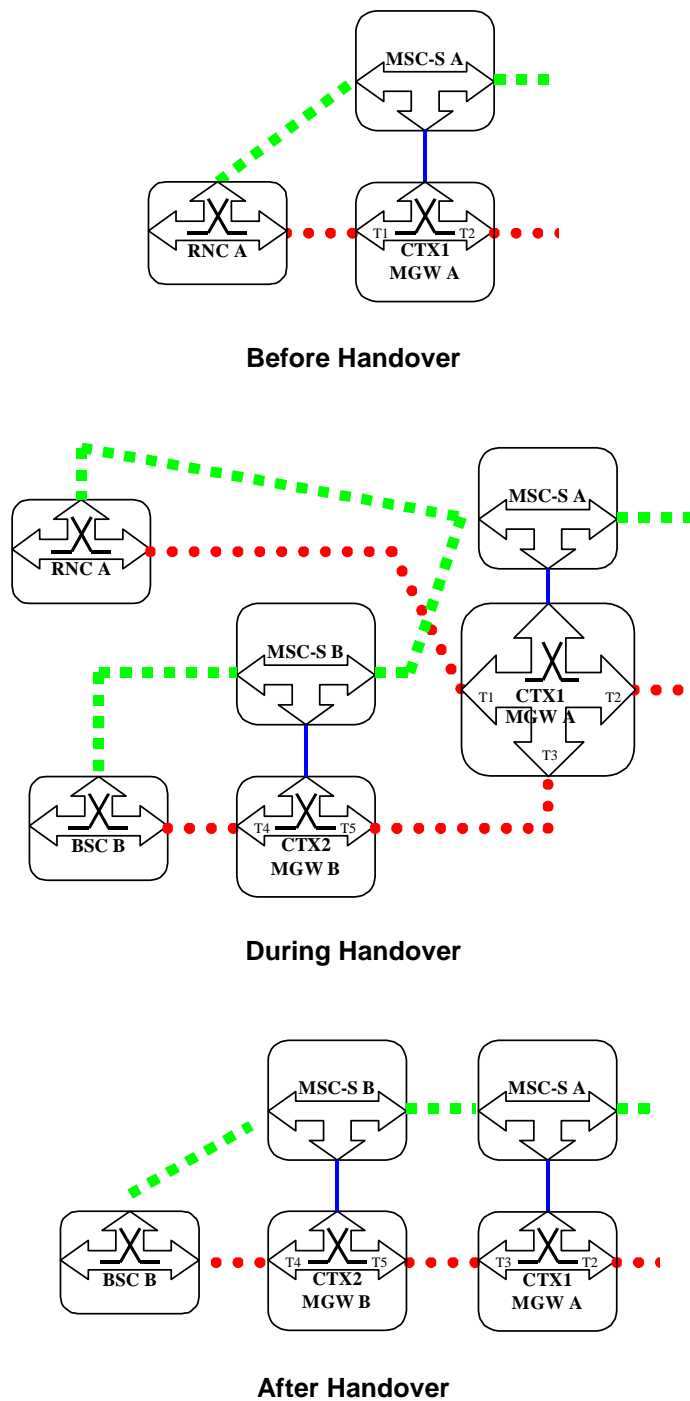 MSC-S A
T1
T2
CTX1
RNC A
MGW A
Before Handover
MSC-S A
RNC A
MSC-S B
T1
CTX1
T2
MGW A
T3
T4
T5
BSC B
CTX2
MGW B
During Handover
MSC-S B
MSC-S A
T4
T5
T3
T2
BSC B
CTX2
CTX1
MGW B
MGW A
After Handover